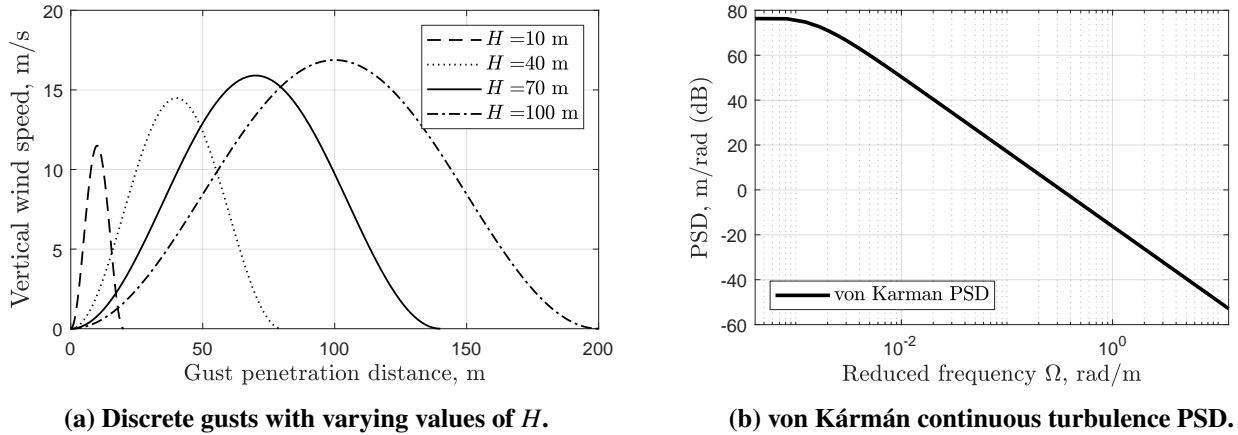 20
15
10
5
0
0
50
100
150
200
Vertical wind speed, m/s
Gust penetration distance, m
H =10 m
H =40 m
H =70 m
H =100 m
(a) Discrete gusts with varying values of H.
80
60
40
20
0
-20
-40
-60
10⁻²
10⁰
PSD, m/rad (dB)
Reduced frequency Ω, rad/m
von Karman PSD
(b) von Kármán continuous turbulence PSD.